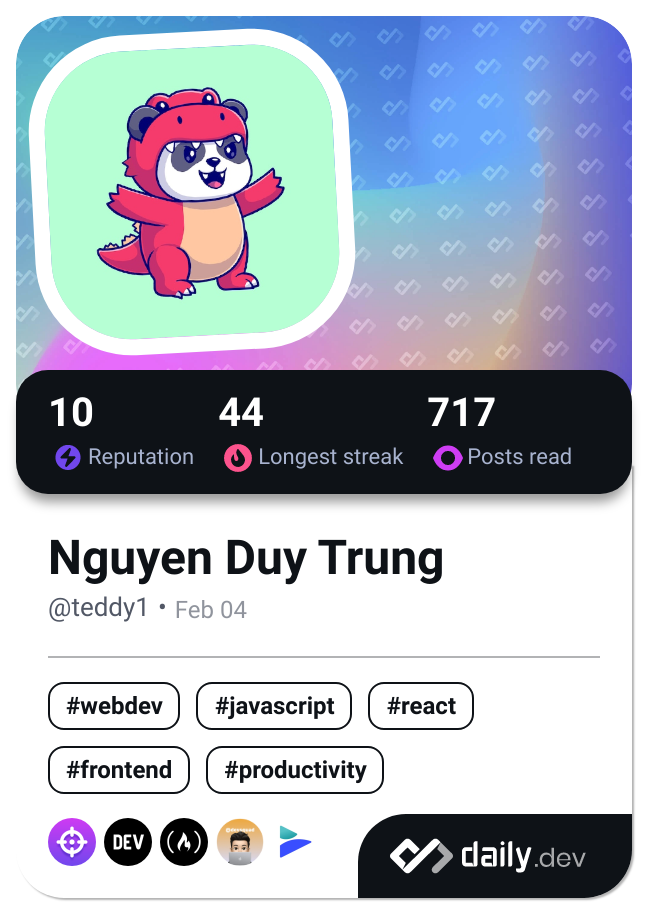 10 44 717
Reputation Longest streak Posts read
Nguyen Duy Trung
@teddy1 • Feb 04
#webdev #javascript #react
#frontend #productivity
DEV
daily.dev